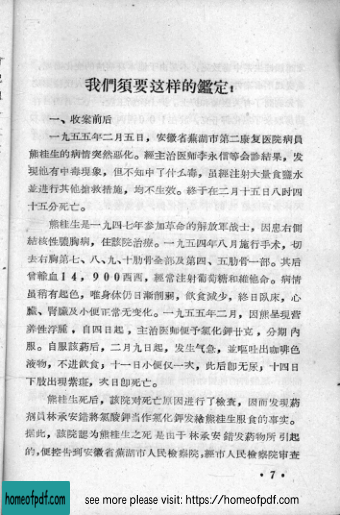 我們須要这样的鑑定：
一、收案前后
一九五五年二月五日，安徽省蕪湖市第二康复医院病員
熊桂生的病情突然惡化。經主治医师李永信等会診結果，发
現他有中毒現象，但不知中了什么毒，虽經注射大量食鹽水
並进行其他搶救措施，均不生效。終于在二月十五日八时四
十五分死亡。
熊桂生是一九四七年参加革命的解放軍战士，因患右側
結核性膿胸病，住該院治疗。一九五四年八月施行手术，切
去右胸第七、八、九、十肋骨全部及第四、五肋骨一部。其后
曾輸血14，900西西，經常注射葡萄糖和維他命。病情
虽稍有起色，唯身体仍日漸削瘦，飲食減少，終日臥床，心
臟、腎臟及小便正常无变化。一九五五年二月，因熊呈現营
养性浮腫，自四日起，主治医师便予氯化鉀廿克，分期内
服。自服該葯后，二月九日起，发生气急，並嘔吐出咖啡色
液物，不进飲食；十一日小便仅一次，此后即无尿；十四日
下肢出現紫斑，次日即死亡。
熊桂生死后，該院对死亡原因进行了檢查，因而发現葯
剂員林承安錯將氯酸鉀当作氯化鉀发給熊桂生服食的事实。
据此，該院認为熊桂生之死是由于林承安錯发葯物所引起
的，便控告到安徽省蕪湖市人民檢察院，經市人民檢察院審查
·7·
homeofpdf.com
see more please visit: https://homeofpdf.com